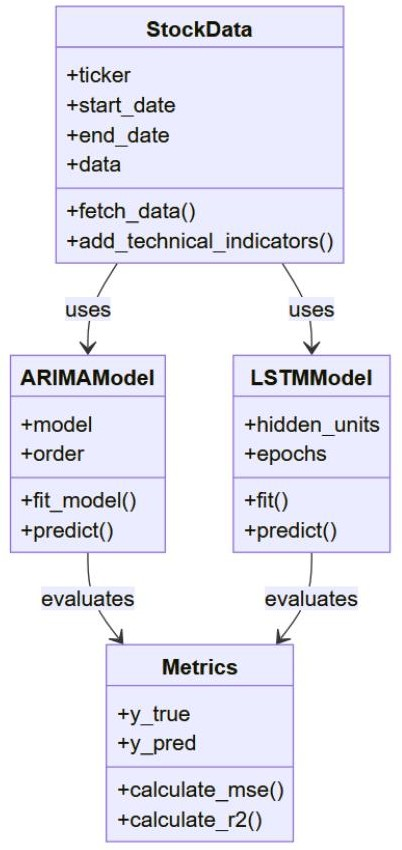 StockData
+ticker
+start_date
+end_date
+data
+fetch_data()
+add_technical_indicators()
uses
uses
ARIMAModel
+model
+order
+fit_model()
+predict()
LSTMModel
+hidden_units
+epochs
+fit()
+predict()
evaluates
evaluates
Metrics
+y_true
+y_pred
+calculate_mse()
+calculate_r2()